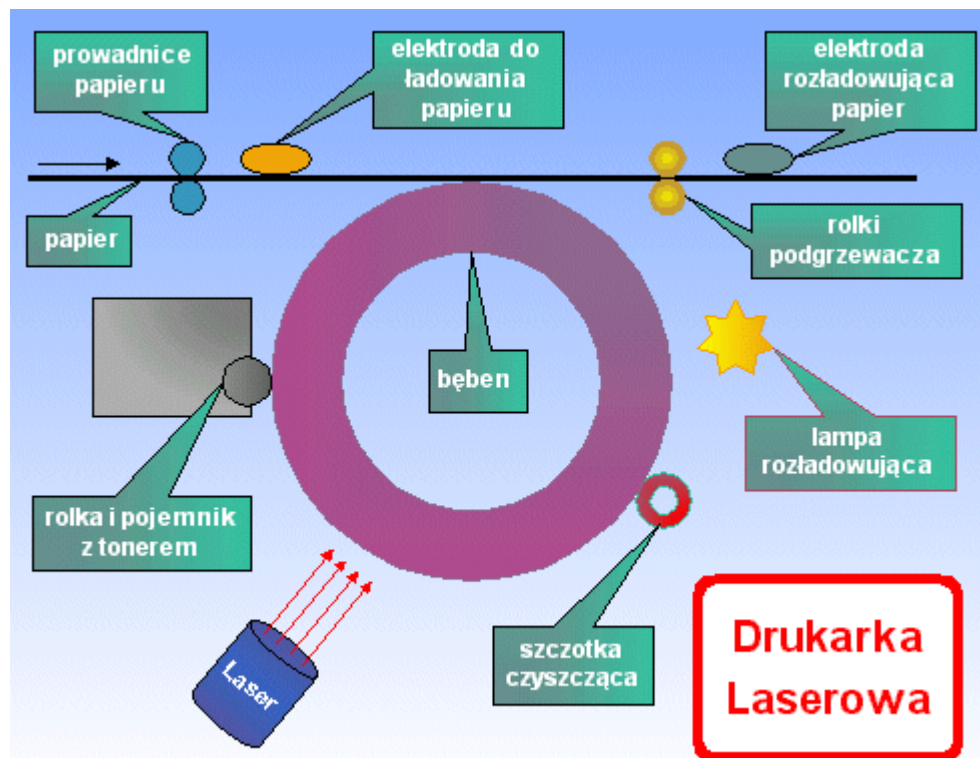 prowadnice
papieru
elektroda do
ładowania
papieru
elektroda
rozładowująca
papier
papier
rolki
podgrzewacza
bęben
lampa
rozładowująca
rolka i pojemnik
z tonerem
szczotka
czyszcząca
Laser
Drukarka
Laserowa